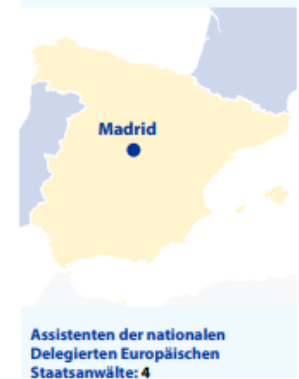 Madrid
Assistenten der nationalen
Delegierten Europäischen
Staatsanwälte: 4